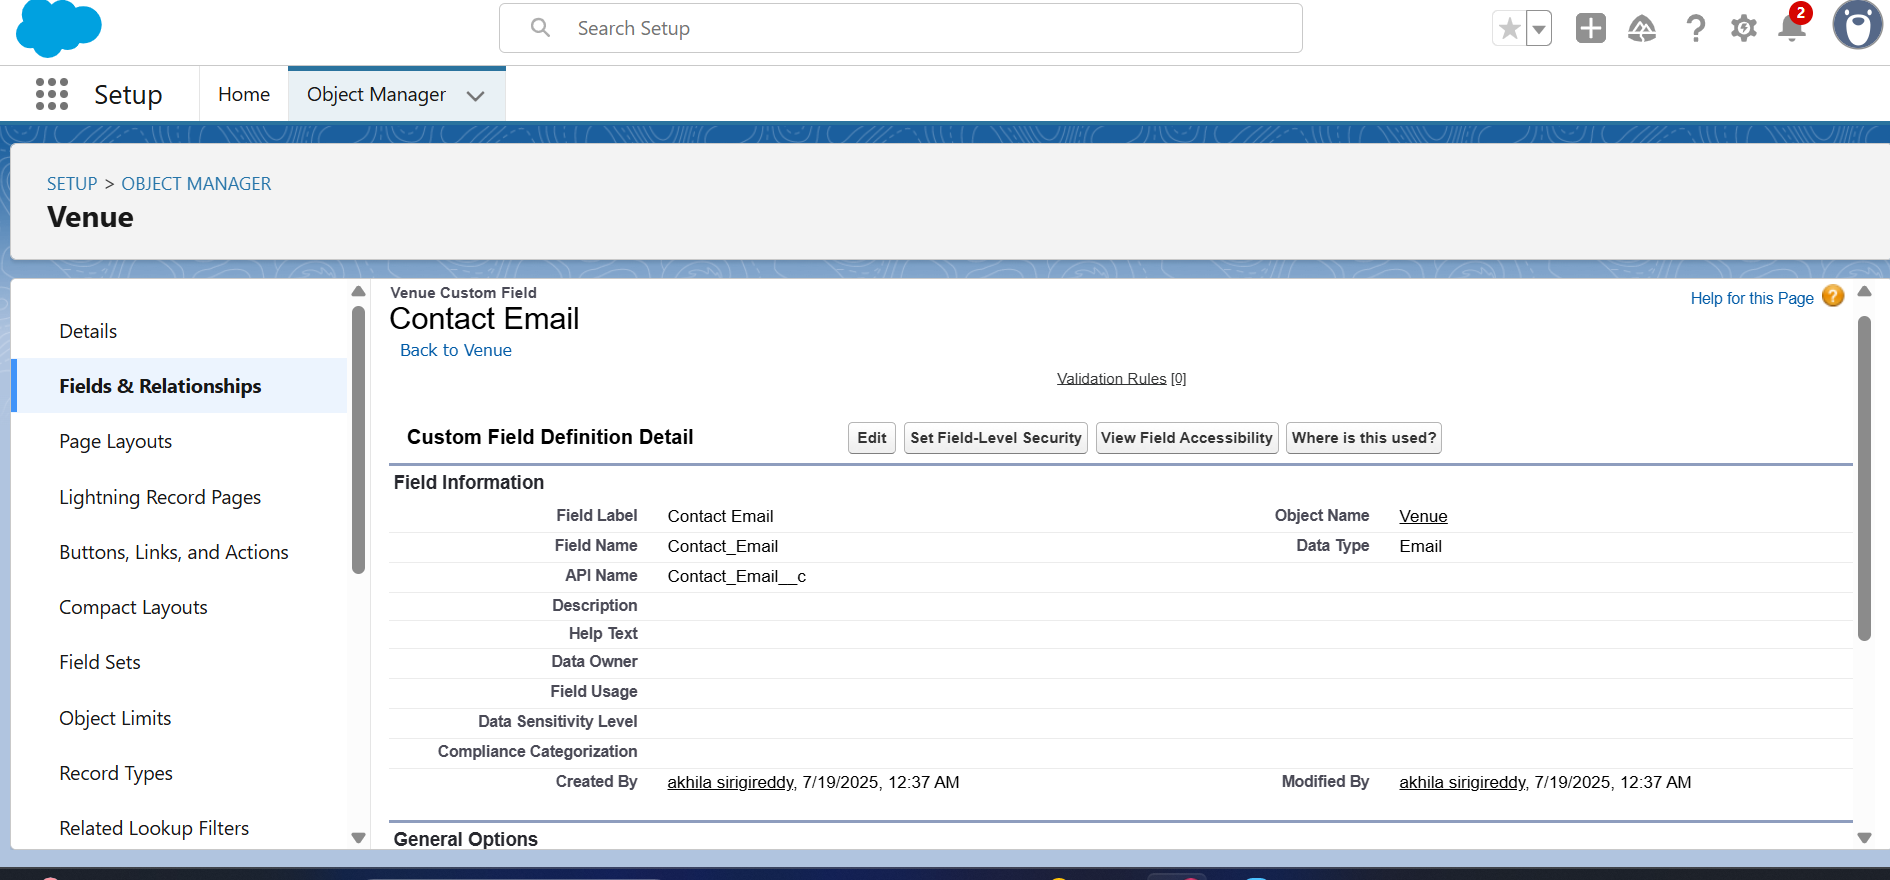 Search Setup
2
Setup
Home
Object Manager
SETUP > OBJECT MANAGER
Venue
Details
Fields & Relationships
Page Layouts
Lightning Record Pages
Buttons, Links, and Actions
Compact Layouts
Field Sets
Object Limits
Record Types
Related Lookup Filters
Venue Custom Field
Contact Email
Back to Venue
Help for this Page ?
Validation Rules [0]
Custom Field Definition Detail
Edit
Set Field-Level Security
View Field Accessibility
Where is this used?
Field Information
Field Label Contact Email Object Name Venue
Field Name Contact_Email Data Type Email
API Name Contact_Email__c
Description
Help Text
Data Owner
Field Usage
Data Sensitivity Level
Compliance Categorization
Created By akhila sirigireddy, 7/19/2025, 12:37 AM Modified By akhila sirigireddy, 7/19/2025, 12:37 AM
General Options